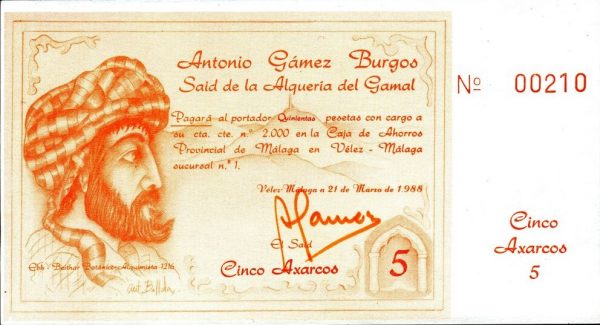 Antonio Gámez Burgos
Said de la Alquería del Gamal
Nº 00210
Pagará al portador Quinientas pesetas con cargo a
su cta. cte. n.º 2.000 en la Caja de Ahorros
Provincial de Málaga en Vélez - Málaga
sucursal n.º 1.
Vélez-Málaga a 21 de Marzo de 1.988
El Said
Cinco Axarcos
5
Cinco
Axarcos
5
Botánico-Alquimista-